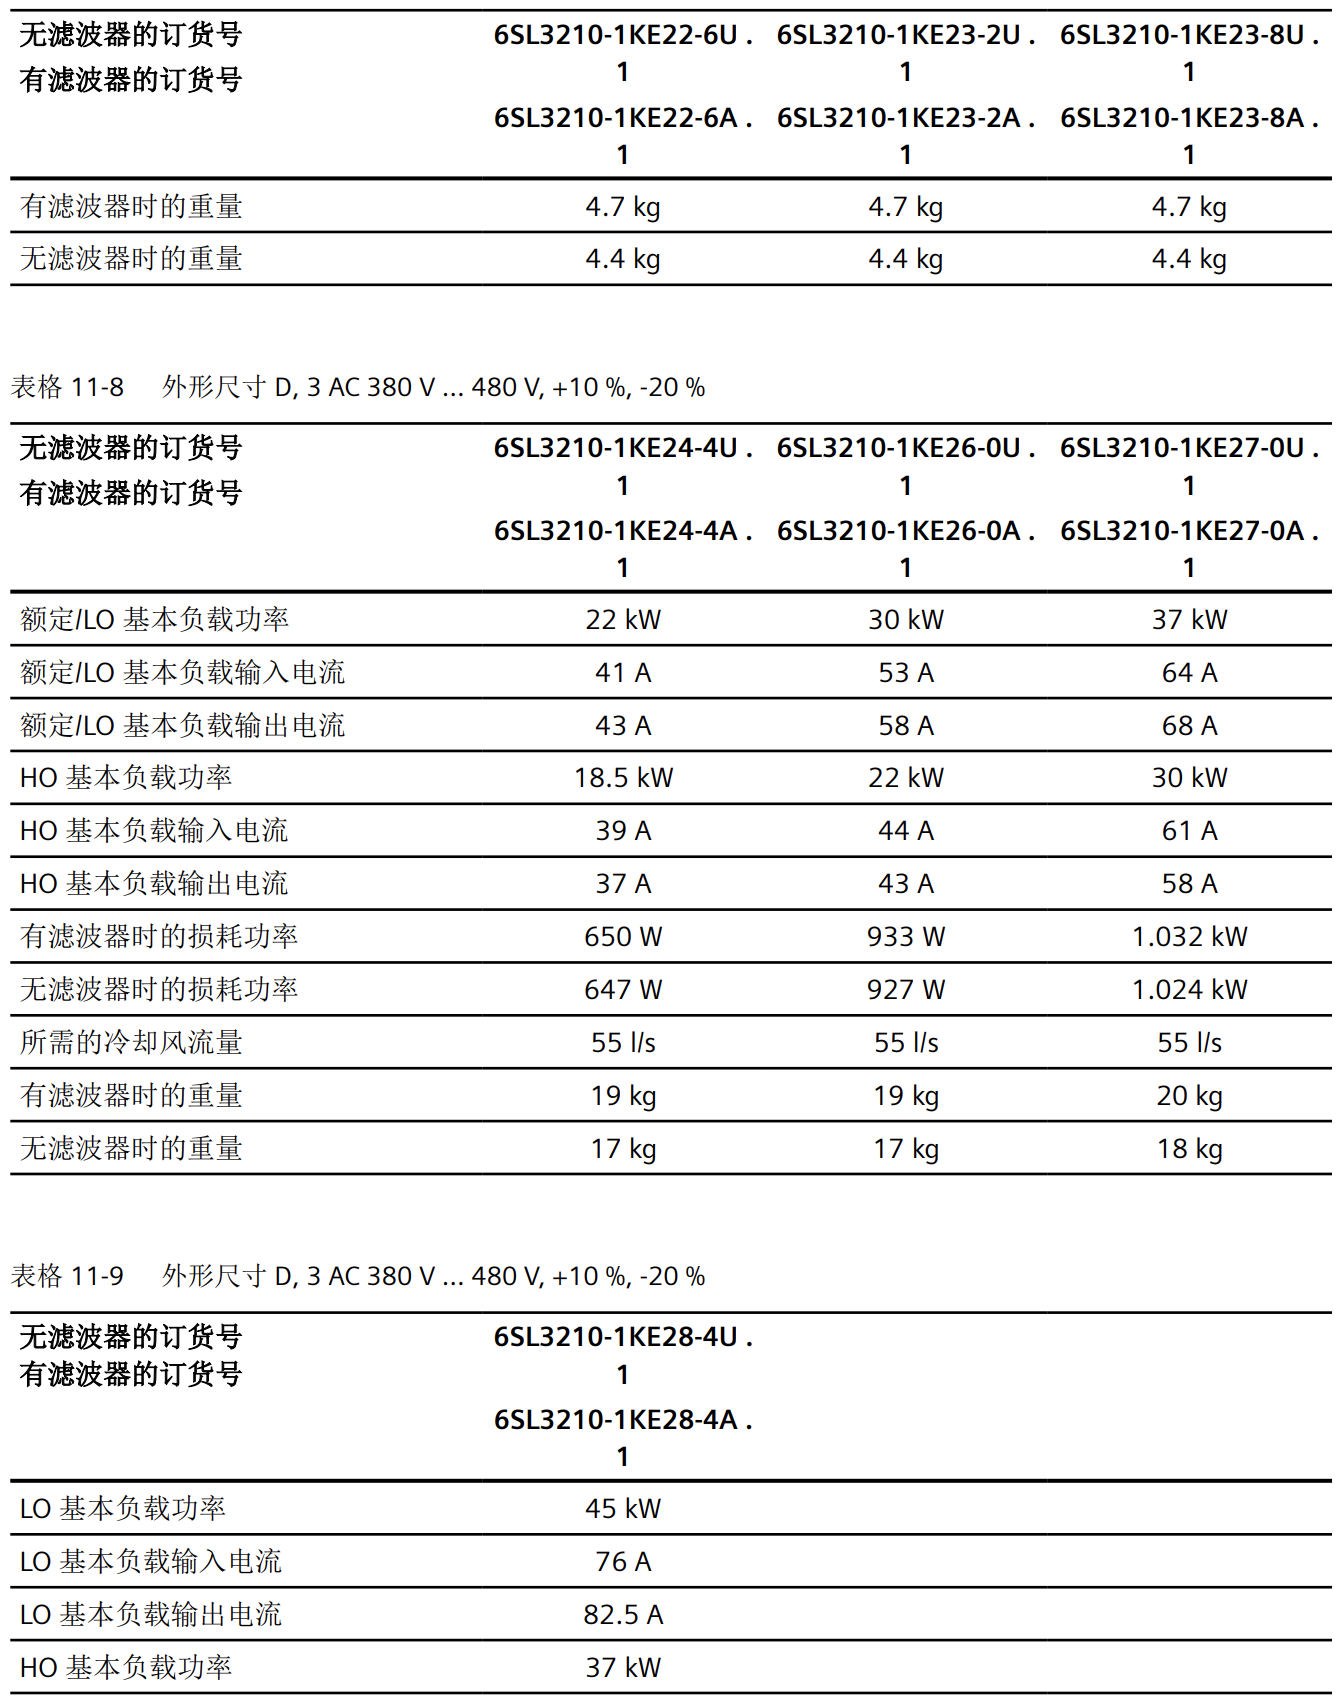 无滤波器的订货号 6SL3210-1KE22-6U . 6SL3210-1KE23-2U . 6SL3210-1KE23-8U .
1 1 1
有滤波器的订货号
6SL3210-1KE22-6A . 6SL3210-1KE23-2A . 6SL3210-1KE23-8A .
1 1 1
有滤波器时的重量 4.7 kg 4.7 kg 4.7 kg
无滤波器时的重量 4.4 kg 4.4 kg 4.4 kg
表格 11-8 外形尺寸 D, 3 AC 380 V ... 480 V, +10 %, -20 %
无滤波器的订货号 6SL3210-1KE24-4U . 6SL3210-1KE26-0U . 6SL3210-1KE27-0U .
1 1 1
有滤波器的订货号
6SL3210-1KE24-4A . 6SL3210-1KE26-0A . 6SL3210-1KE27-0A .
1 1 1
额定/LO 基本负载功率 22 kW 30 kW 37 kW
额定/LO 基本负载输入电流 41 A 53 A 64 A
额定/LO 基本负载输出电流 43 A 58 A 68 A
HO 基本负载功率 18.5 kW 22 kW 30 kW
HO 基本负载输入电流 39 A 44 A 61 A
HO 基本负载输出电流 37 A 43 A 58 A
有滤波器时的损耗功率 650 W 933 W 1.032 kW
无滤波器时的损耗功率 647 W 927 W 1.024 kW
所需的冷却风流量 55 l/s 55 l/s 55 l/s
有滤波器时的重量 19 kg 19 kg 20 kg
无滤波器时的重量 17 kg 17 kg 18 kg
表格 11-9 外形尺寸 D, 3 AC 380 V ... 480 V, +10 %, -20 %
无滤波器的订货号 6SL3210-1KE28-4U .
有滤波器的订货号 1
6SL3210-1KE28-4A .
1
LO 基本负载功率 45 kW
LO 基本负载输入电流 76 A
LO 基本负载输出电流 82.5 A
HO 基本负载功率 37 kW